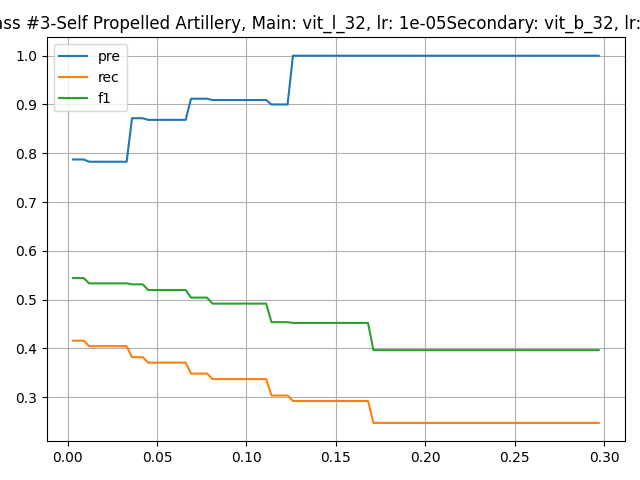 ass #3-Self Propelled Artillery, Main: vit_l_32, lr: 1e-05Secondary: vit_b_32, lr:
1.0
0.9
0.8
0.7
0.6
0.5
0.4
0.3
pre
rec
f1
0.00 0.05 0.10 0.15 0.20 0.25 0.30